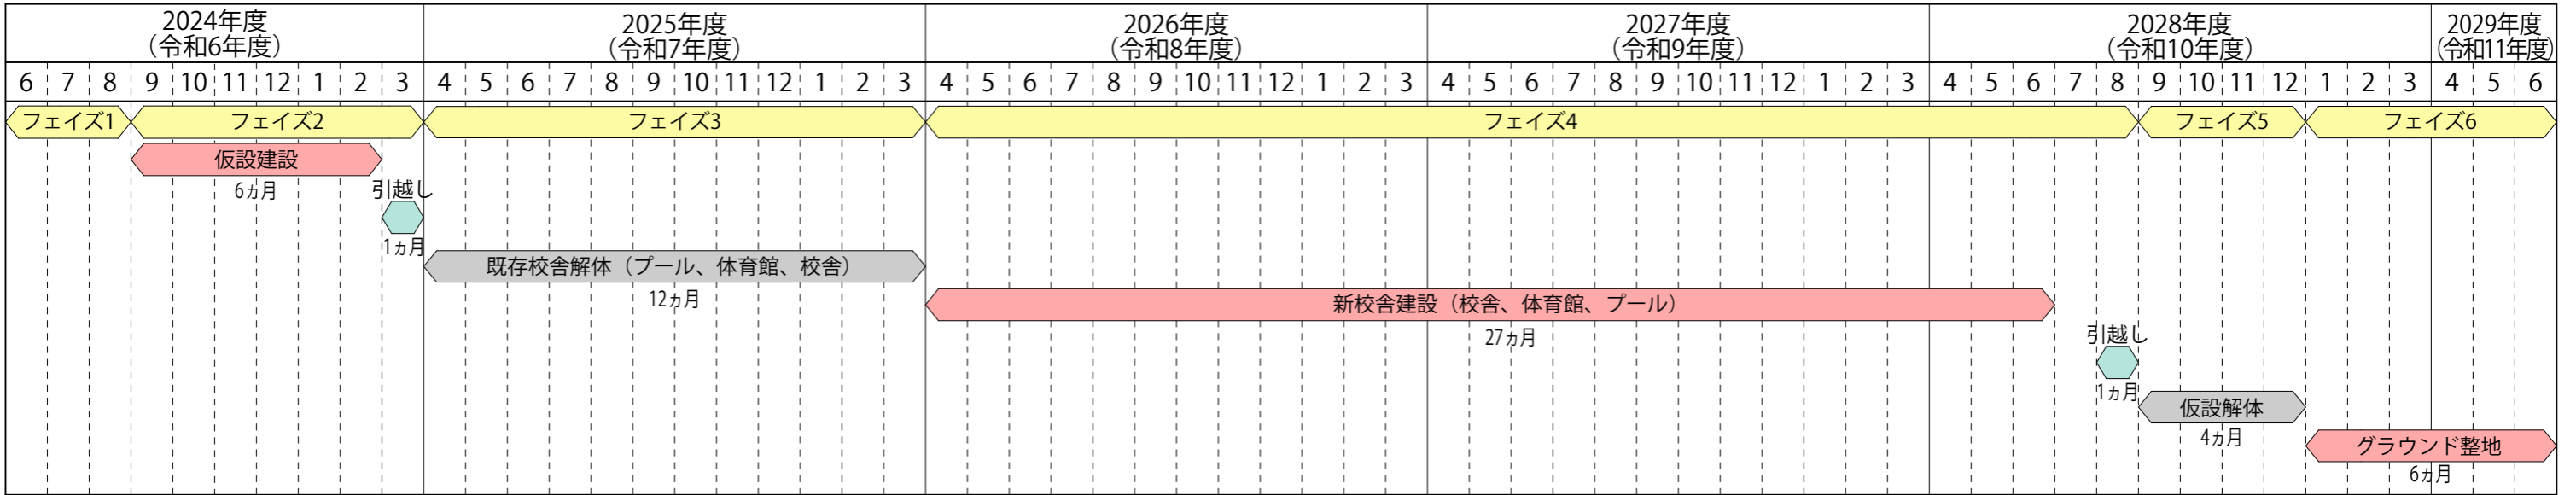 2024年度
(令和6年度)
2025年度
(令和7年度)
2026年度
(令和8年度)
2027年度
(令和9年度)
2028年度
(令和10年度)
2029年度
(令和11年度)
6 7 8 9 10 11 12 1 2 3 4 5 6 7 8 9 10 11 12 1 2 3 4 5 6 7 8 9 10 11 12 1 2 3 4 5 6 7 8 9 10 11 12 1 2 3 4 5 6 7 8 9 10 11 12 1 2 3 4 5 6
フェイズ1 フェイズ2 フェイズ3 フェイズ4 フェイズ5 フェイズ6
仮設建設
6ヵ月
引越し
1ヵ月
既存校舎解体（プール、体育館、校舎）
12ヵ月
新校舎建設（校舎、体育館、プール）
27ヵ月
引越し
1ヵ月
仮設解体
4ヵ月
グラウンド整地
6ヵ月